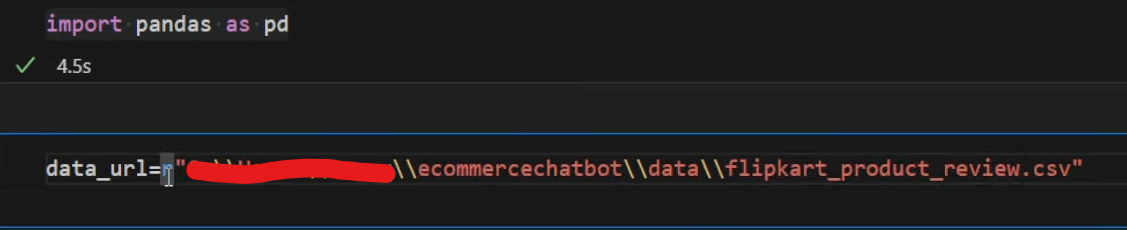 import pandas as pd
4.5s
data_url=r"\\ecommercechatbot\\data\\flipkart_product_review.csv"